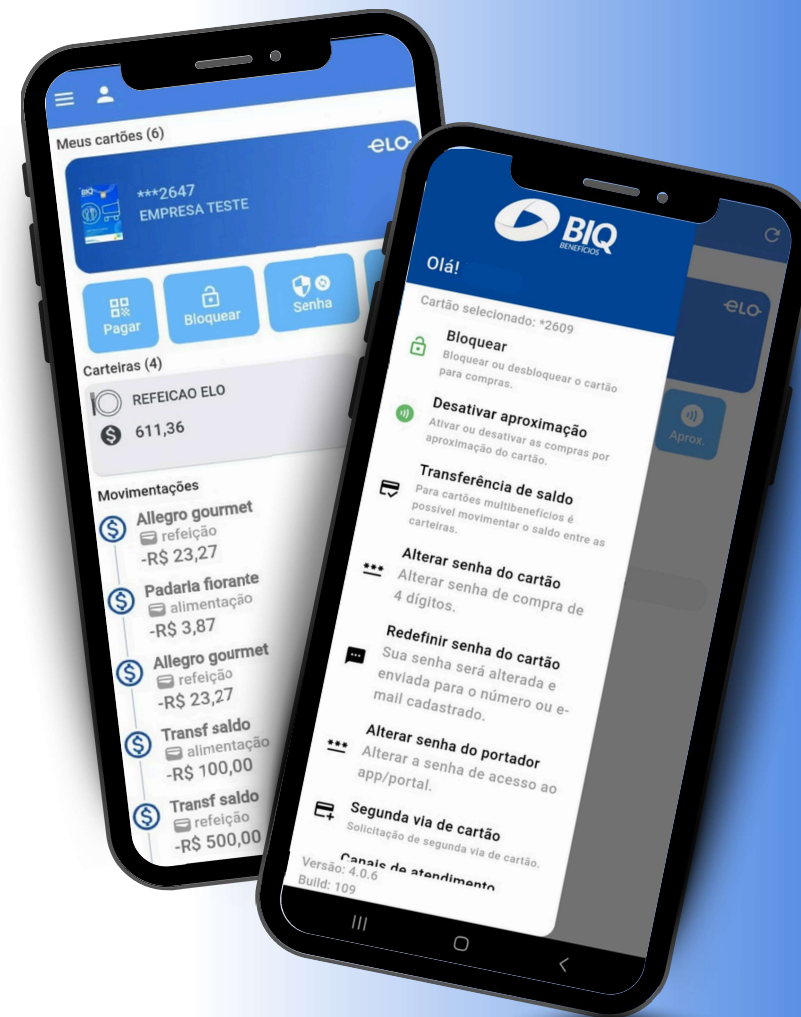 Meus cartões (6)
elo
BIQ
***2647
EMPRESA TESTE
Pagar
Bloquear
Senha
Carteiras (4)
REFEICAO ELO
611,36
Movimentações
Allegro gourmet
refeição
-R$ 23,27
Padaria fiorante
alimentação
-R$ 3,87
Allegro gourmet
refeição
-R$ 23,27
Transf saldo
alimentação
-R$ 100,00
Transf saldo
refeição
-R$ 500,00
BIQ
BENEFÍCIOS
Olá!
elo
Aprox.
Cartão selecionado: *2609
Bloquear
Bloquear ou desbloquear o cartão
para compras.
Desativar aproximação
Ativar ou desativar as compras por
aproximação do cartão.
Transferência de saldo
Para cartões multibenefícios é
possível movimentar o saldo entre as
carteiras.
Alterar senha do cartão
Alterar senha de compra de
4 dígitos.
Redefinir senha do cartão
Sua senha será alterada e
enviada para o número ou e-
mail cadastrado.
Alterar senha do portador
Alterar a senha de acesso ao
app/portal.
Segunda via de cartão
Solicitação de segunda via de cartão.
Canais de atendimento
Versão: 4.0.6
Build: 109